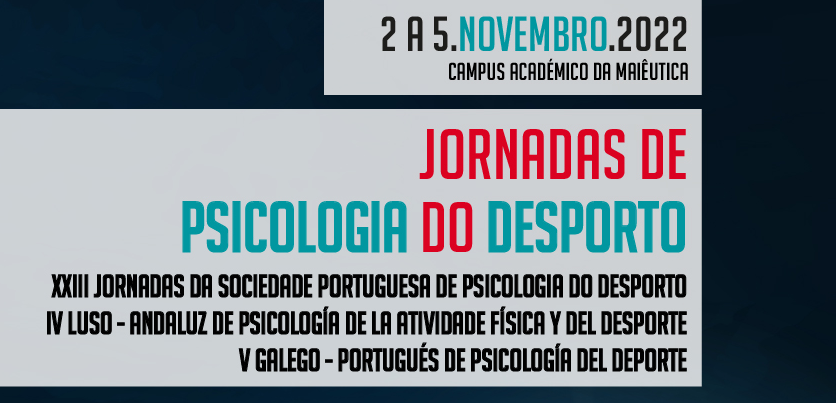 2 A 5.NOVEMBRO.2022
CAMPUS ACADÉMICO DA MAIÊUTICA
JORNADAS DE
PSICOLOGIA DO DESPORTO
XXIII JORNADAS DA SOCIEDADE PORTUGUESA DE PSICOLOGIA DO DESPORTO
IV LUSO - ANDALUZ DE PSICOLOGÍA DE LA ATIVIDADE FÍSICA Y DEL DESPORTE
V GALEGO - PORTUGUÉS DE PSICOLOGÍA DEL DEPORTE